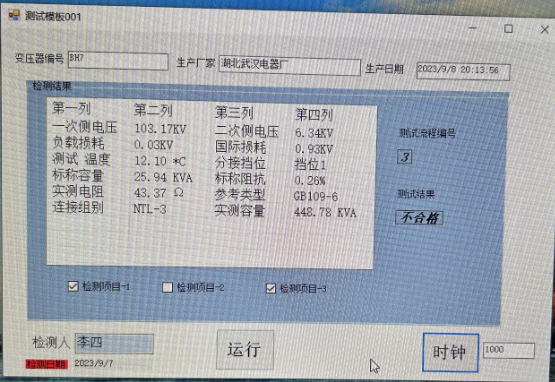 测试模板001
变压器编号 BH7 生产厂家 湖北武汉电器厂 生产日期 2023/9/8 20:13:56
检测结果
第一列 第二列 第三列 第四列
一次侧电压 103.17KV 二次侧电压 6.34KV
负载损耗 0.03KV 国际损耗 0.93KV
测试 温度 12.10 *C 分接挡位 挡位1
标称容量 25.94 KVA 标称阻抗 0.26%
实测电阻 43.37 Ω 参考类型 GB109-6
连接组别 NTL-3 实测容量 448.78 KVA
测试流程编号
3
测试结果
不合格
检测项目-1 检测项目-2 检测项目-3
检测人 李四 运行 时钟 1000
检测日期 2023/9/7